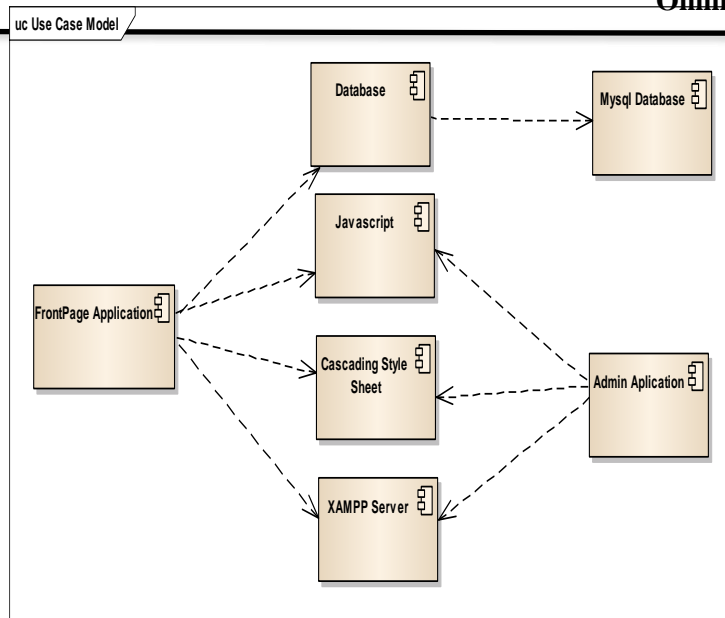 uc Use Case Model
Database
Mysql Database
Javascript
FrontPage Application
Cascading Style
Sheet
Admin Aplication
XAMPP Server